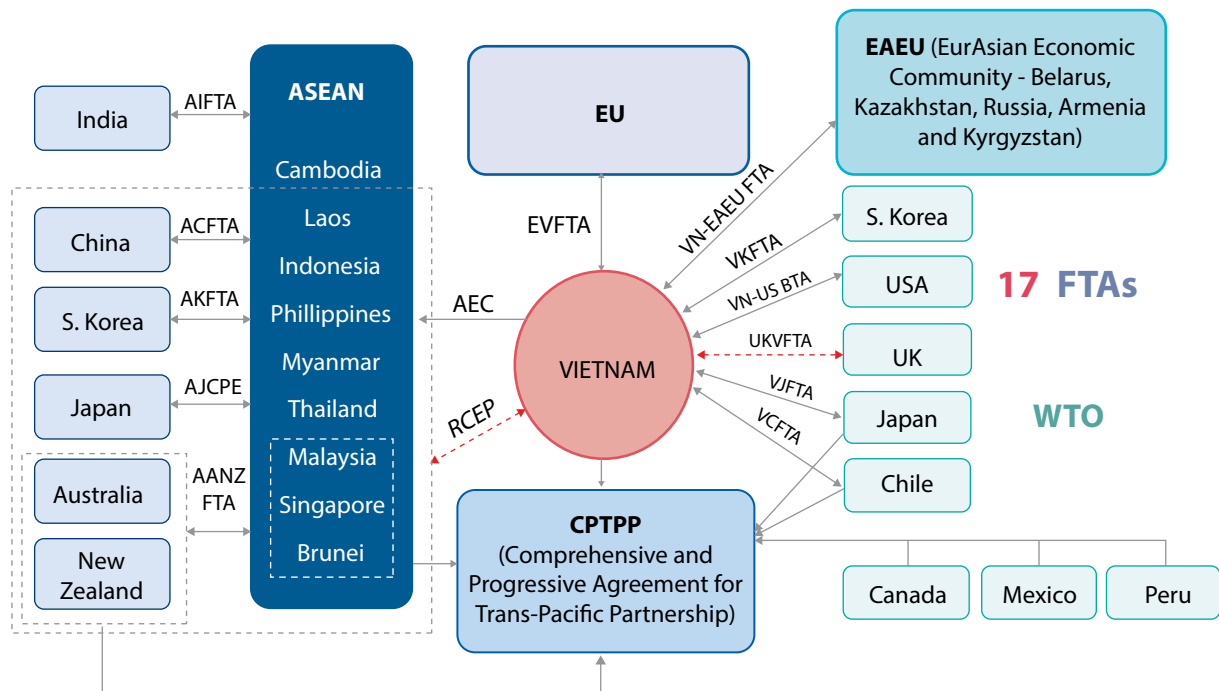 India
AIFTA
China
ACFTA
S. Korea
AKFTA
Japan
AJCPE
Australia
New
Zealand
AANZ
FTA
ASEAN
Cambodia
Laos
Indonesia
Phillippines
Myanmar
Thailand
Malaysia
Singapore
Brunei
EU
EVFTA
AEC
RCEP
VIETNAM
CPTPP
(Comprehensive and
Progressive Agreement for
Trans-Pacific Partnership)
EAEU (EurAsian Economic
Community - Belarus,
Kazakhstan, Russia, Armenia
and Kyrgyzstan)
VN-EAEU FTA
VKFTA
S. Korea
VN-US BTA
USA
UKVFTA
UK
VJFTA
Japan
VCFTA
Chile
Canada
Mexico
Peru
17 FTAs
WTO